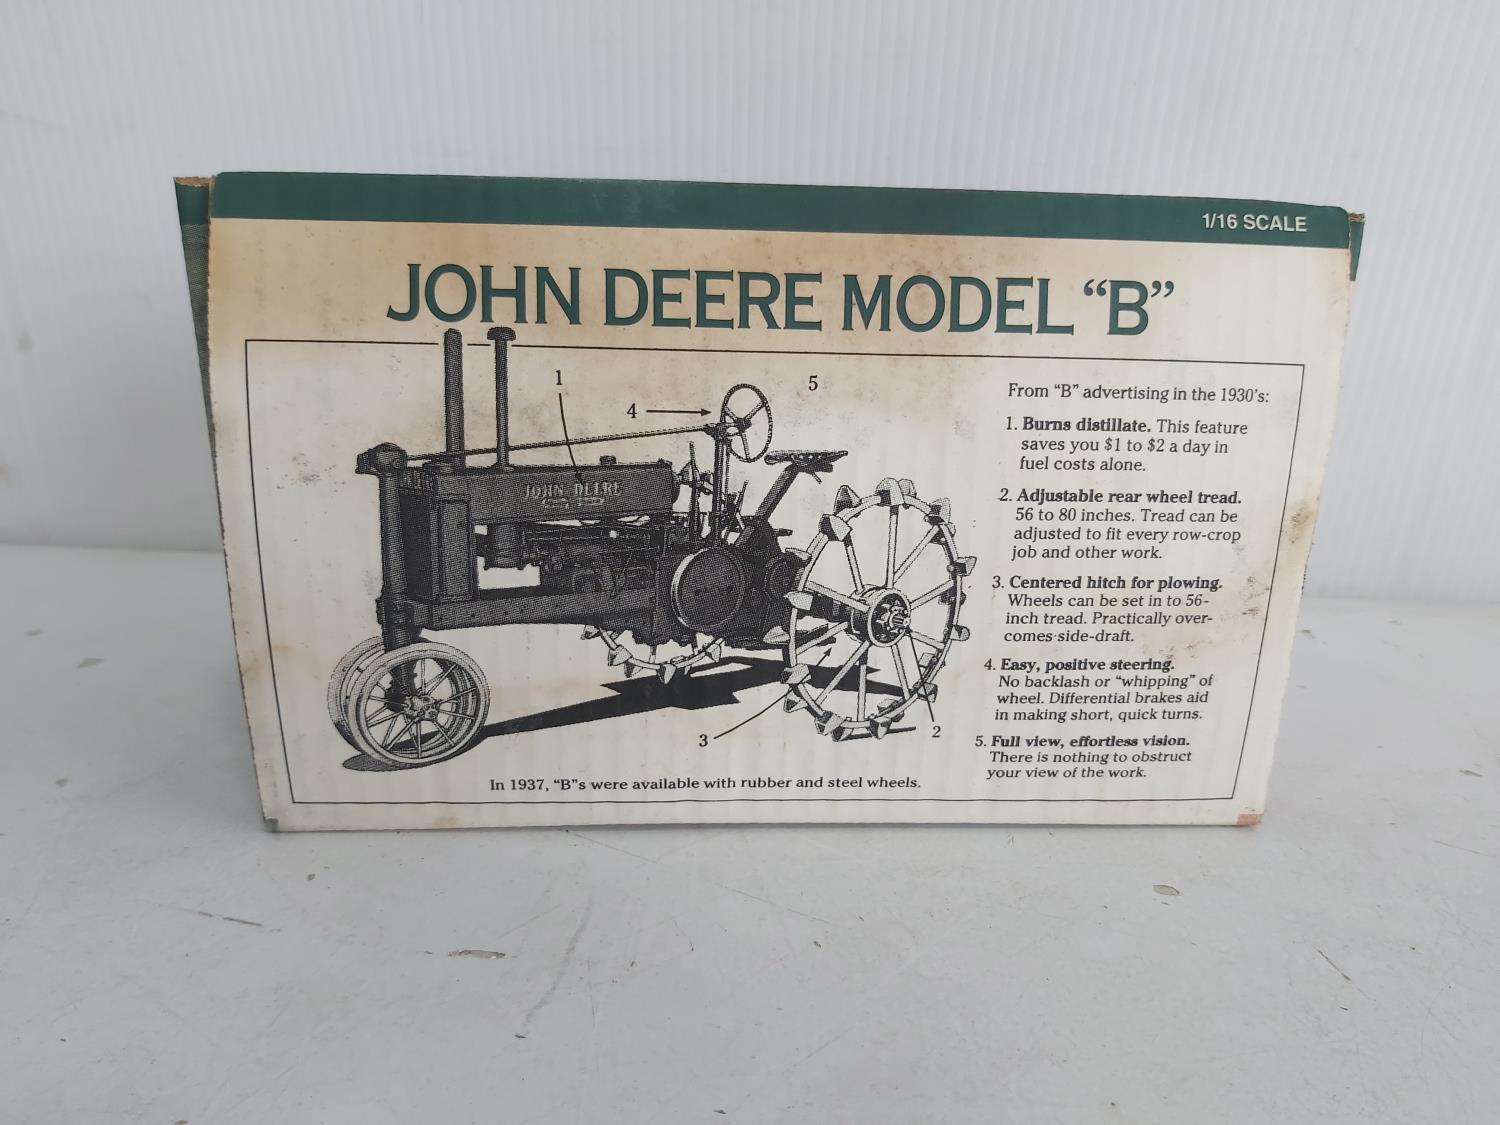 1/16 SCALE
JOHN DEERE MODEL “B”
1
4
5
JOHN DEERE
3
2
In 1937, “B”s were available with rubber and steel wheels.
From “B” advertising in the 1930's:
1. Burns distillate. This feature
saves you $1 to $2 a day in
fuel costs alone.
2. Adjustable rear wheel tread.
56 to 80 inches. Tread can be
adjusted to fit every row-crop
job and other work.
3. Centered hitch for plowing.
Wheels can be set in to 56-
inch tread. Practically over-
comes side-draft.
4. Easy, positive steering.
No backlash or “whipping” of
wheel. Differential brakes aid
in making short, quick turns.
5. Full view, effortless vision.
There is nothing to obstruct
your view of the work.